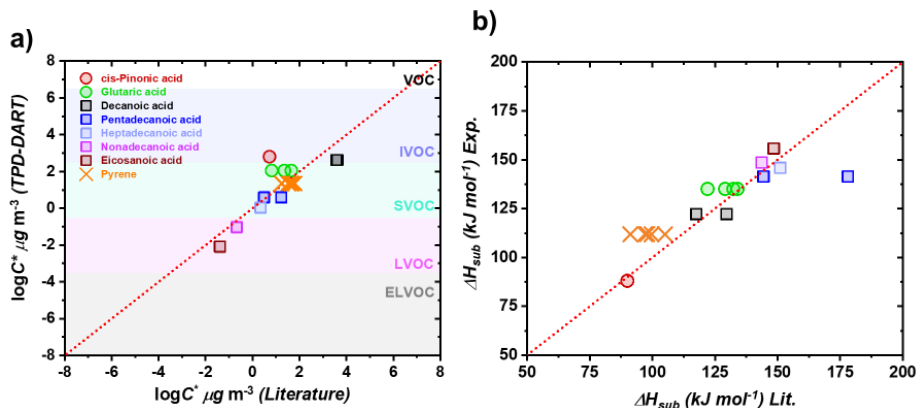 a)
logC* μg m-3 (TPD-DART)
8
6
4
2
0
-2
-4
-6
-8
cis-Pinonic acid
Glutaric acid
Decanoic acid
Pentadecanoic acid
Heptadecanoic acid
Nonadecanoic acid
Eicosanoic acid
Pyrene
VOC
IVOC
SVOC
LVOC
ELVOC
-8 -6 -4 -2 0 2 4 6 8
logC* μg m-3 (Literature)
b)
ΔHsub (kJ mol-1) Exp.
200
175
150
125
100
75
50
50 75 100 125 150 175 200
ΔHsub (kJ mol-1) Lit.